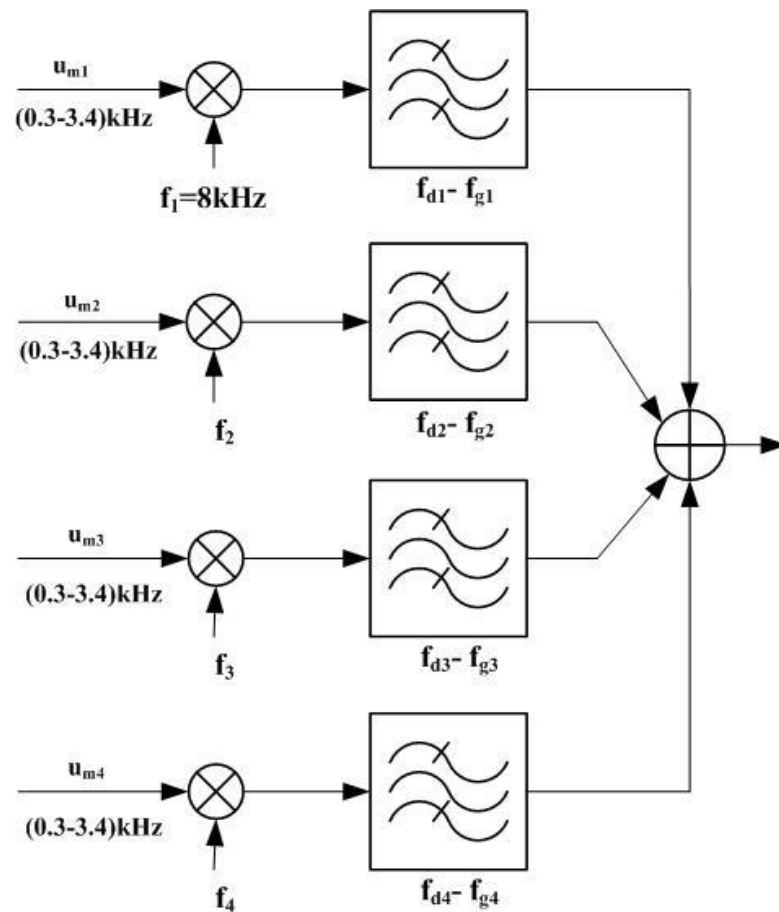 u_m1
(0.3-3.4)kHz
f_1=8kHz
f_d1- f_g1
u_m2
(0.3-3.4)kHz
f_2
f_d2- f_g2
u_m3
(0.3-3.4)kHz
f_3
f_d3- f_g3
u_m4
(0.3-3.4)kHz
f_4
f_d4- f_g4